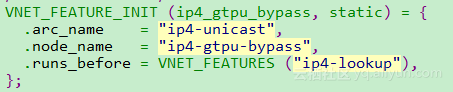 VNET_FEATURE_INIT (ip4_gtpu_bypass, static) = {
  .arc_name = "ip4-unicast",
  .node_name = "ip4-gtpu-bypass",
  .runs_before = VNET_FEATURES ("ip4-lookup"),
};